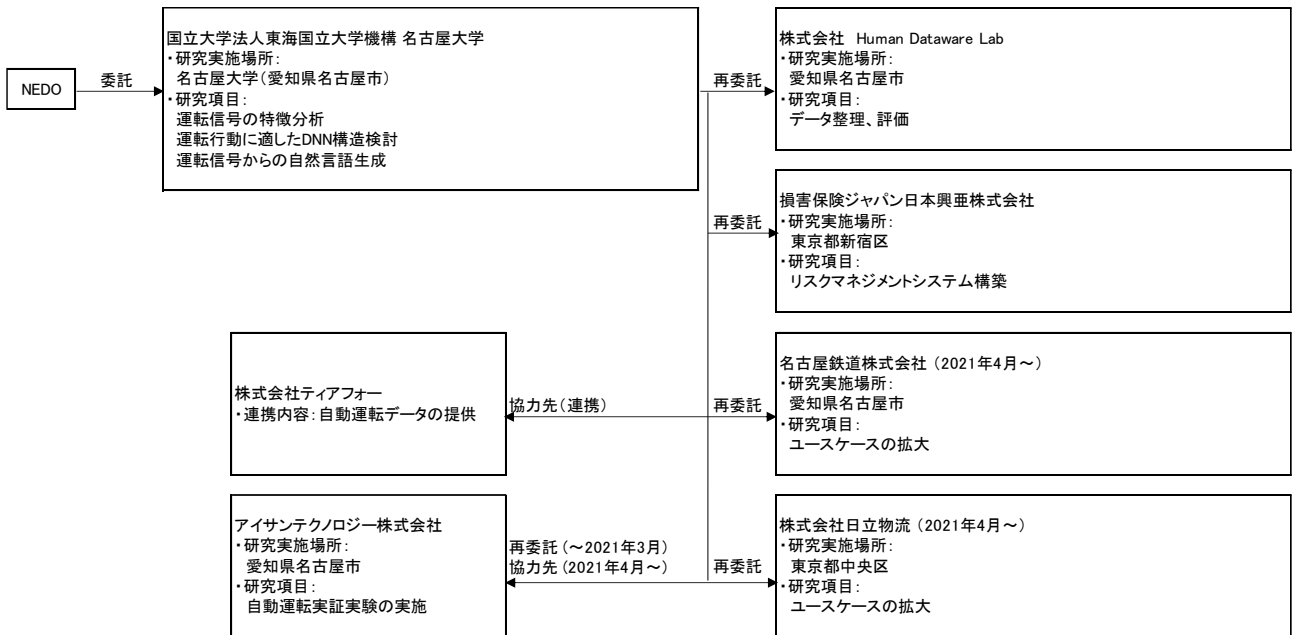 NEDO
委託
国立大学法人東海国立大学機構 名古屋大学
・研究実施場所:
名古屋大学(愛知県名古屋市)
・研究項目:
運転信号の特徴分析
運転行動に適したDNN構造検討
運転信号からの自然言語生成
再委託
株式会社 Human Dataware Lab
・研究実施場所:
愛知県名古屋市
・研究項目:
データ整理、評価
再委託
損害保険ジャパン日本興亜株式会社
・研究実施場所:
東京都新宿区
・研究項目:
リスクマネジメントシステム構築
株式会社ティアフォー
・連携内容:自動運転データの提供
協力先(連携)
再委託
名古屋鉄道株式会社 (2021年4月~)
・研究実施場所:
愛知県名古屋市
・研究項目:
ユースケースの拡大
アイサンテクノロジー株式会社
・研究実施場所:
愛知県名古屋市
・研究項目:
自動運転実証実験の実施
再委託 (~2021年3月)
協力先 (2021年4月~)
再委託
株式会社日立物流 (2021年4月~)
・研究実施場所:
東京都中央区
・研究項目:
ユースケースの拡大